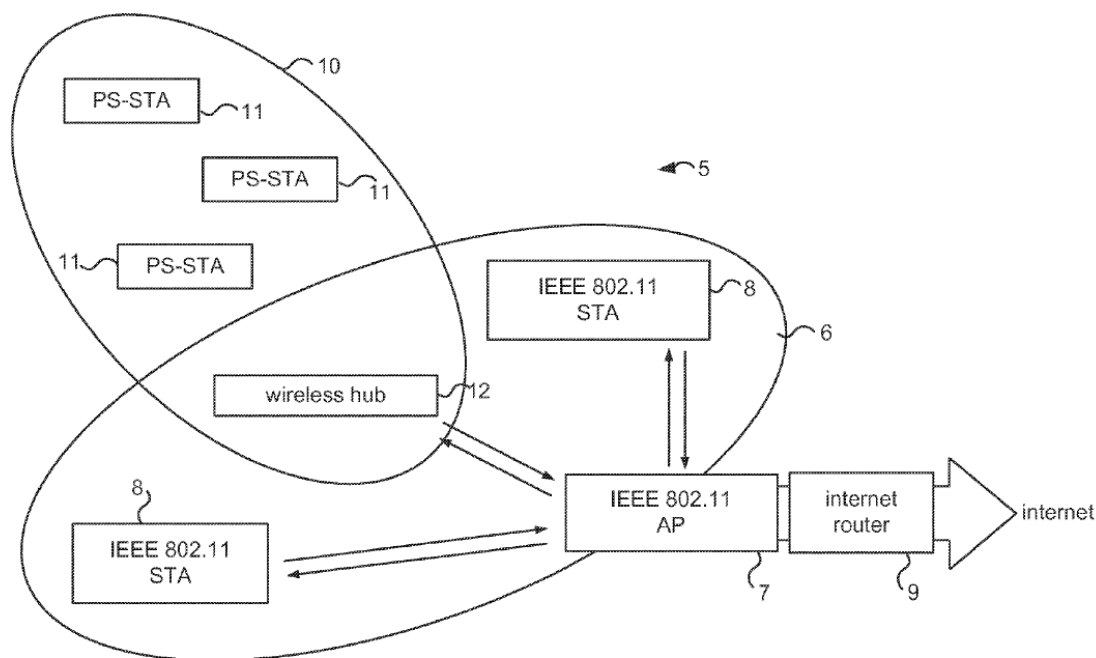 10
PS-STA
11
PS-STA
11
5
11
PS-STA
IEEE 802.11
STA
8
6
wireless hub
12
8
IEEE 802.11
STA
IEEE 802.11
AP
7
internet
router
9
internet